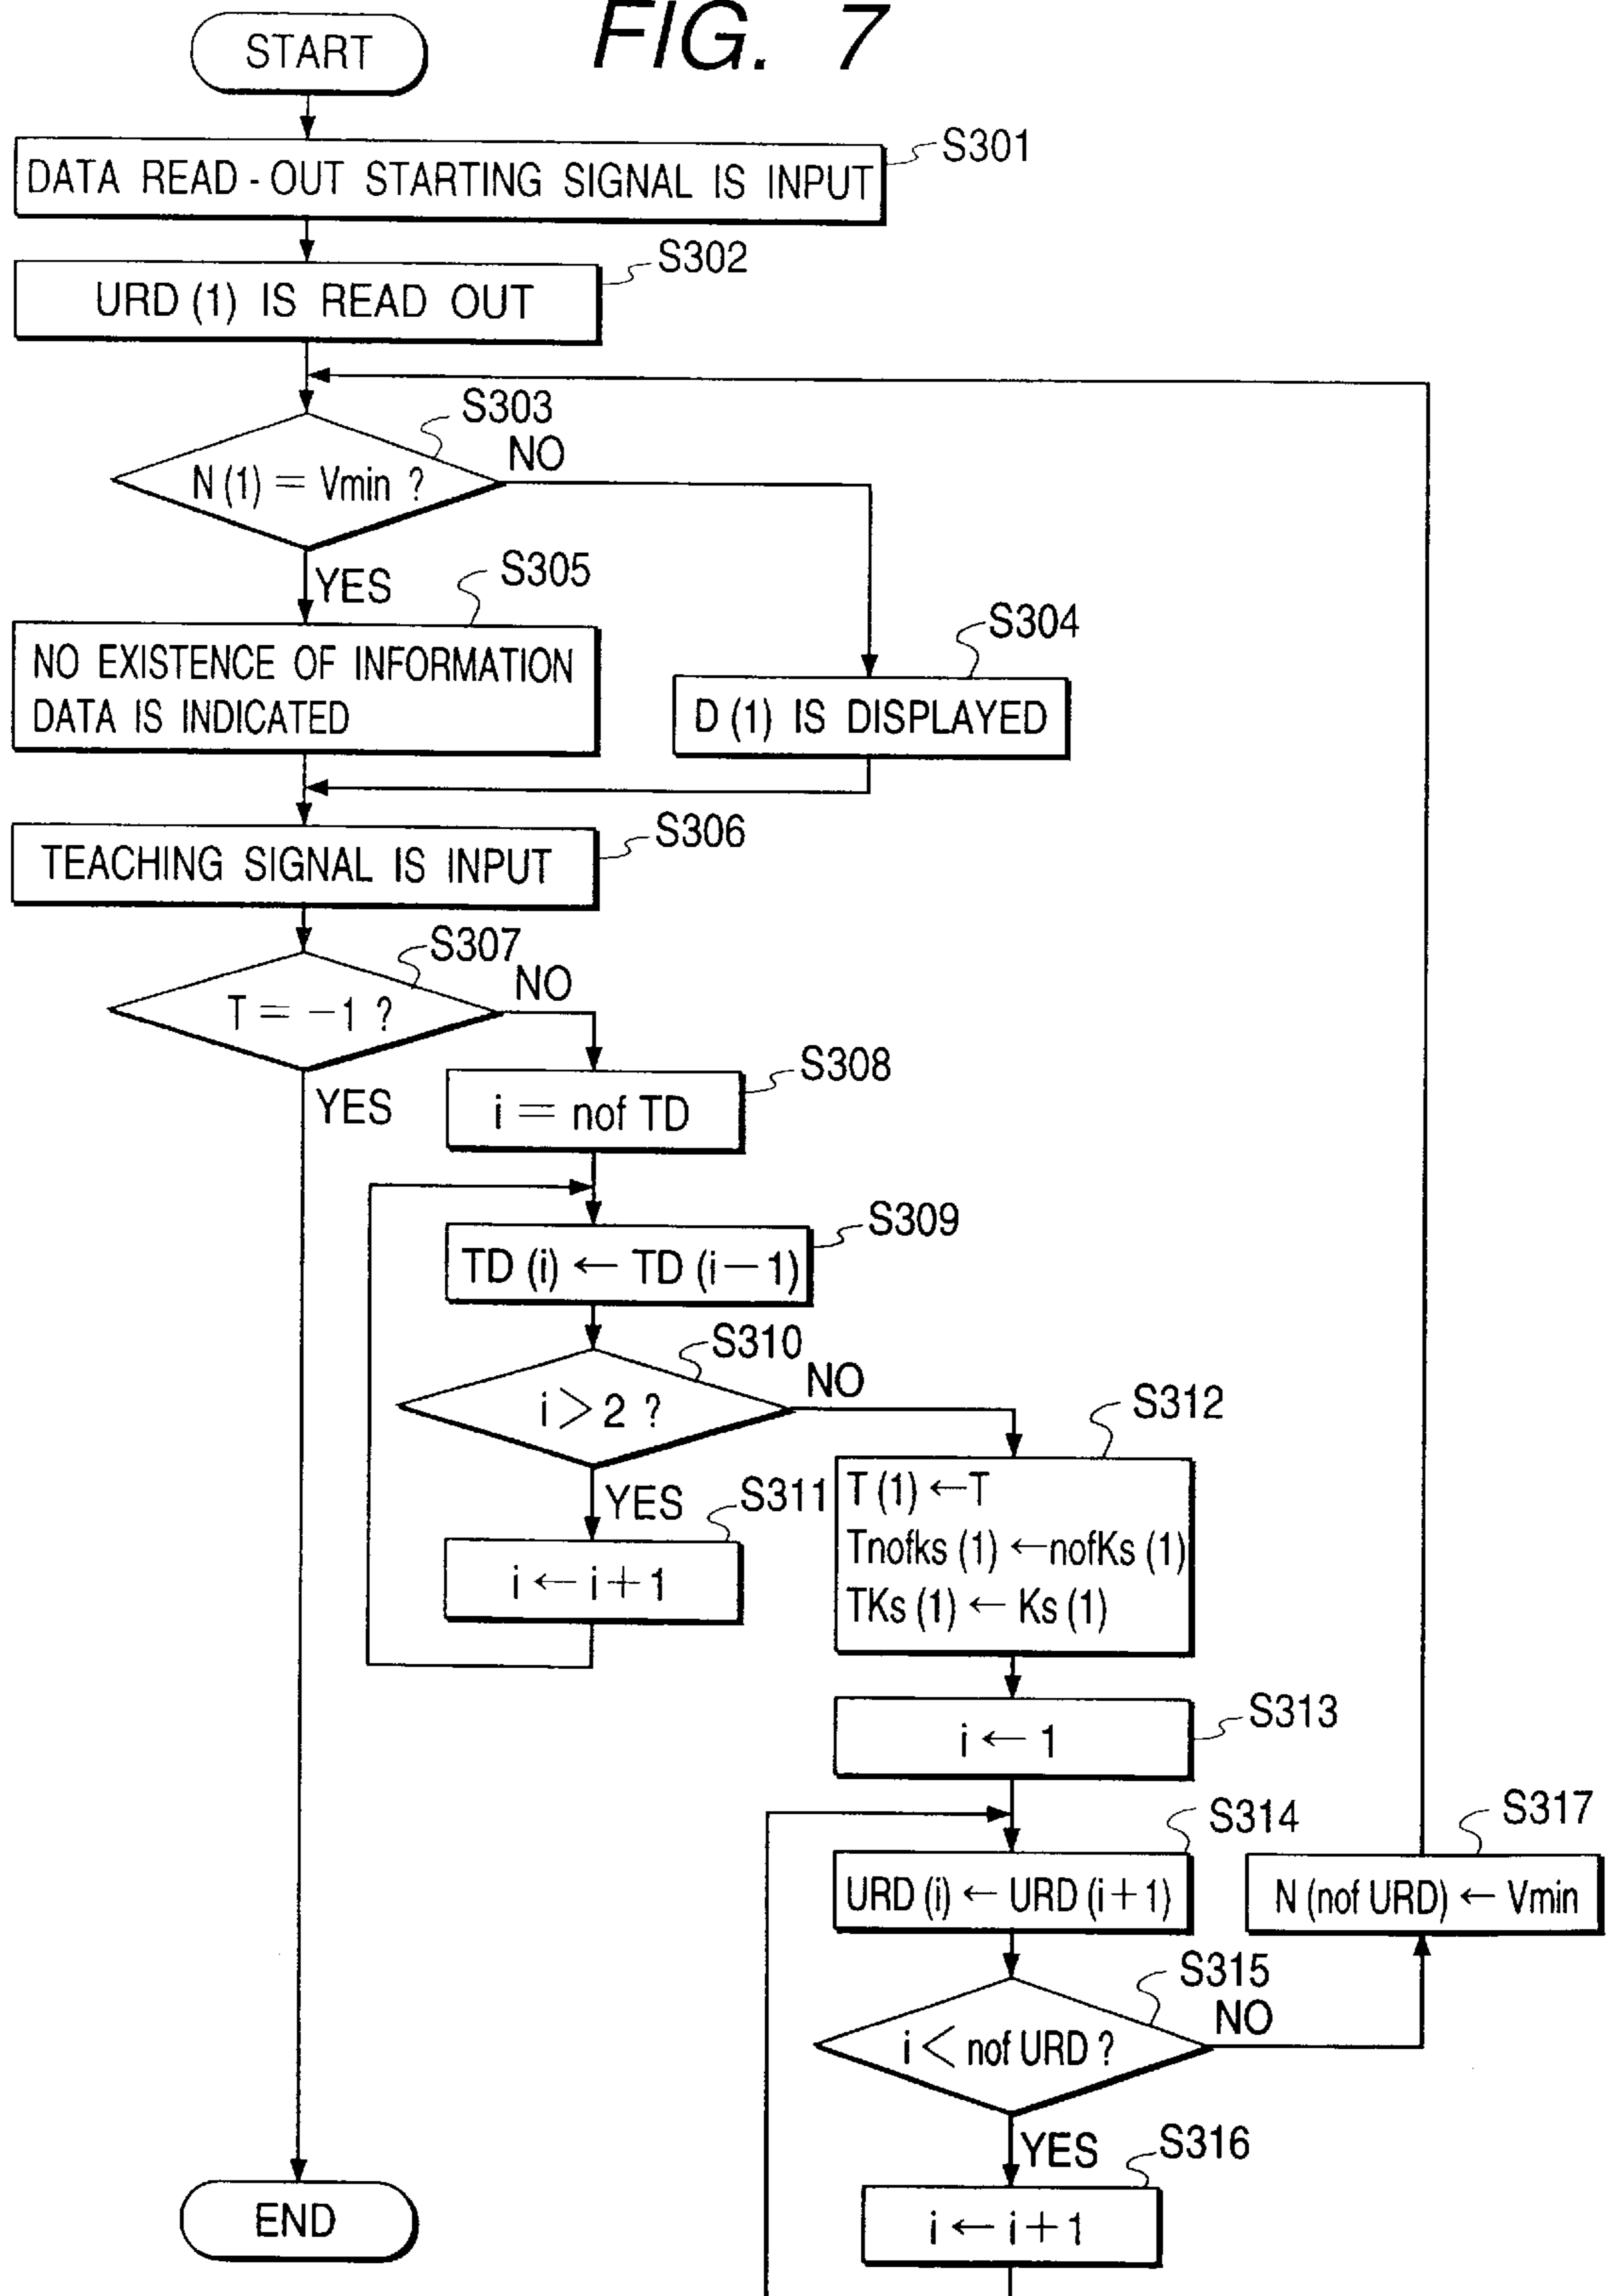 FIG. 7
START
DATA READ-OUT STARTING SIGNAL IS INPUT
S301
URD (1) IS READ OUT
S302
N (1) = Vmin ?
S303
NO
YES
NO EXISTENCE OF INFORMATION
DATA IS INDICATED
S305
D (1) IS DISPLAYED
S304
TEACHING SIGNAL IS INPUT
S306
T = −1 ?
S307
NO
YES
i = nof TD
S308
TD (i) ← TD (i−1)
S309
i > 2 ?
S310
NO
YES
i ← i+1
S311
T (1) ←T
Tnofks (1) ←nofKs (1)
TKs (1) ← Ks (1)
S312
i ← 1
S313
URD (i) ← URD (i+1)
S314
i < nof URD ?
S315
NO
YES
i ← i+1
S316
N (nof URD) ← Vmin
S317
END